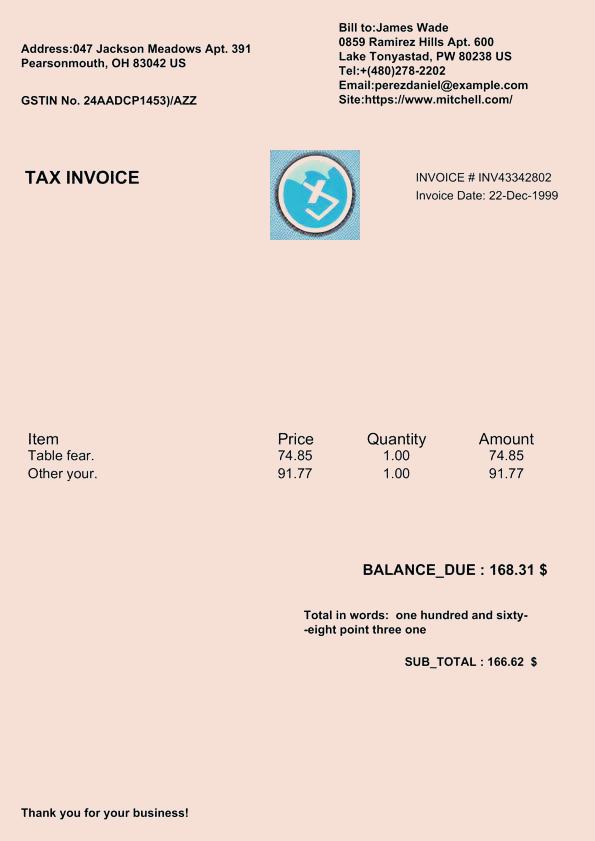 Address:047 Jackson Meadows Apt. 391
Pearsonmouth, OH 83042 US
GSTIN No. 24AADCP1453)/AZZ
Bill to:James Wade
0859 Ramirez Hills Apt. 600
Lake Tonyastad, PW 80238 US
Tel:+(480)278-2202
Email:perezdaniel@example.com
Site:https://www.mitchell.com/
TAX INVOICE
INVOICE # INV43342802
Invoice Date: 22-Dec-1999
Item Price Quantity Amount
Table fear. 74.85 1.00 74.85
Other your. 91.77 1.00 91.77
BALANCE_DUE : 168.31 $
Total in words:  one hundred and sixty-
-eight point three one
SUB_TOTAL : 166.62  $
Thank you for your business!